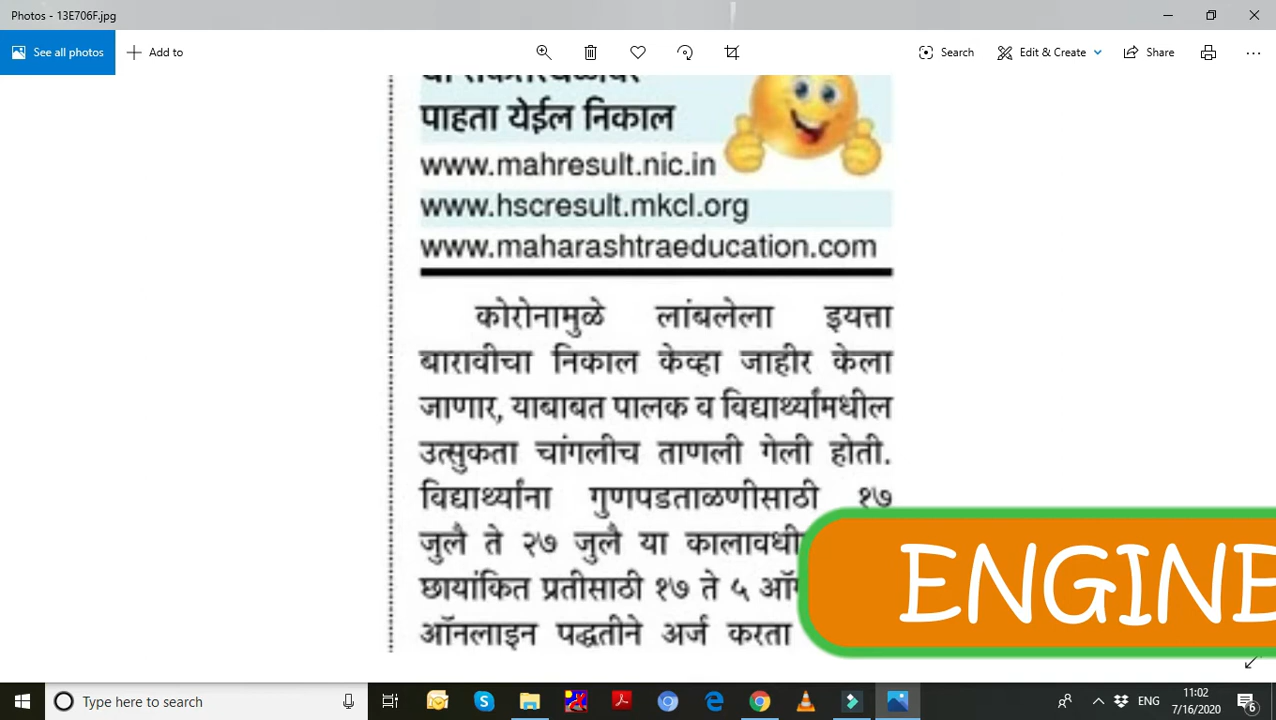 Photos - 13E706F.jpg
See all photos
Add to
Search
Edit & Create
Share
पाहता येईल निकाल
www.mahresult.nic.in
www.hscresult.mkcl.org
www.maharashtraeducation.com
कोरोनामुळे लांबलेला इयत्ता
बारावीचा निकाल केव्हा जाहीर केला
जाणार, याबाबत पालक व विद्यार्थ्यांमधील
उत्सुकता चांगलीच ताणली गेली होती.
विद्यार्थ्यांना गुणपडताळणीसाठी १७
जुलै ते २७ जुलै या कालावधी
छायांकित प्रतीसाठी १७ ते ५
ऑनलाइन पद्धतीने अर्ज करता
ENGINE
Type here to search
ENG
11:02
7/16/2020
6